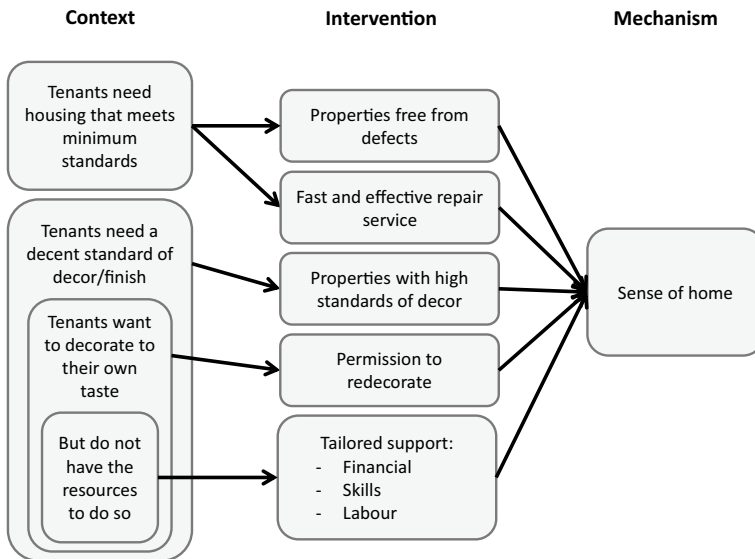 Context
Intervention
Mechanism
Tenants need
housing that meets
minimum
standards
Tenants need a
decent standard of
decor/finish
Tenants want
to decorate to
their own
taste
But do not
have the
resources
to do so
Properties free from
defects
Fast and effective repair
service
Properties with high
standards of decor
Permission to
redecorate
Tailored support:
- Financial
- Skills
- Labour
Sense of home